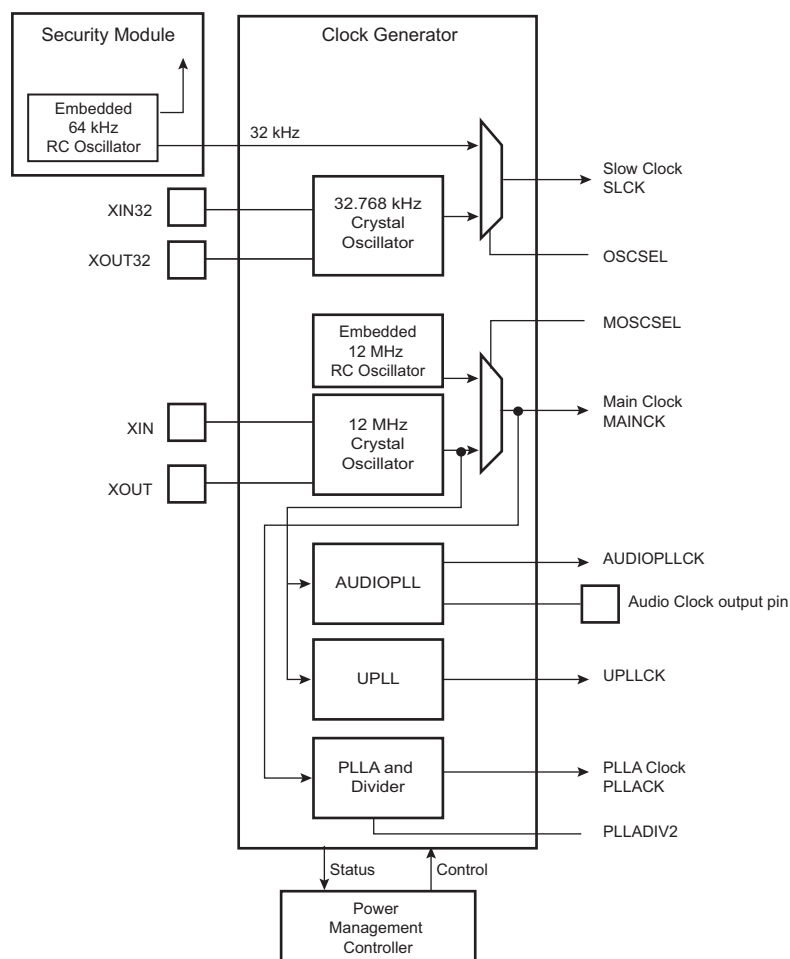 Security Module
Clock Generator
Embedded
64 kHz
RC Oscillator
32 kHz
Slow Clock
SLCK
XIN32
32.768 kHz
Crystal
Oscillator
XOUT32
OSCSEL
MOSCSEL
Embedded
12 MHz
RC Oscillator
Main Clock
MAINCK
XIN
12 MHz
Crystal
Oscillator
XOUT
AUDIOPLLCK
AUDIOPLL
Audio Clock output pin
UPLL
UPLLCK
PLLA and
Divider
PLLA Clock
PLLACK
PLLADIV2
Status
Control
Power
Management
Controller